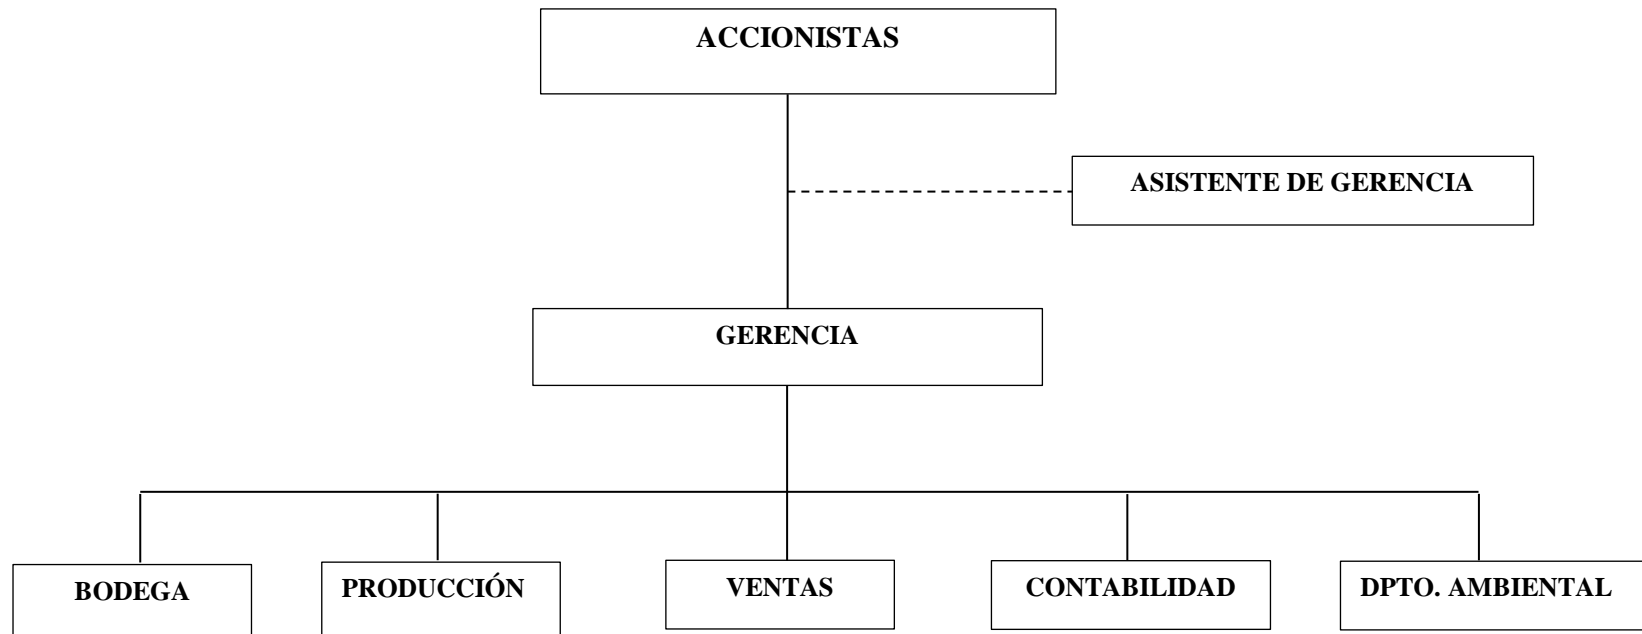 ACCIONISTAS
ASISTENTE DE GERENCIA
GERENCIA
BODEGA
PRODUCCIÓN
VENTAS
CONTABILIDAD
DPTO. AMBIENTAL